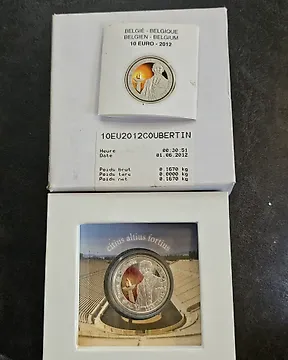 BELGIË - BELGIQUE
BELGIEN - BELGIUM
10 EURO - 2012
10EU2012COUBERTIN
Heure 00:30:51
Date 01.06.2012
Poids brut 0.1670 kg
Poids tare 0.0000 kg
Poids net 0.1670 kg
citius altius fortius